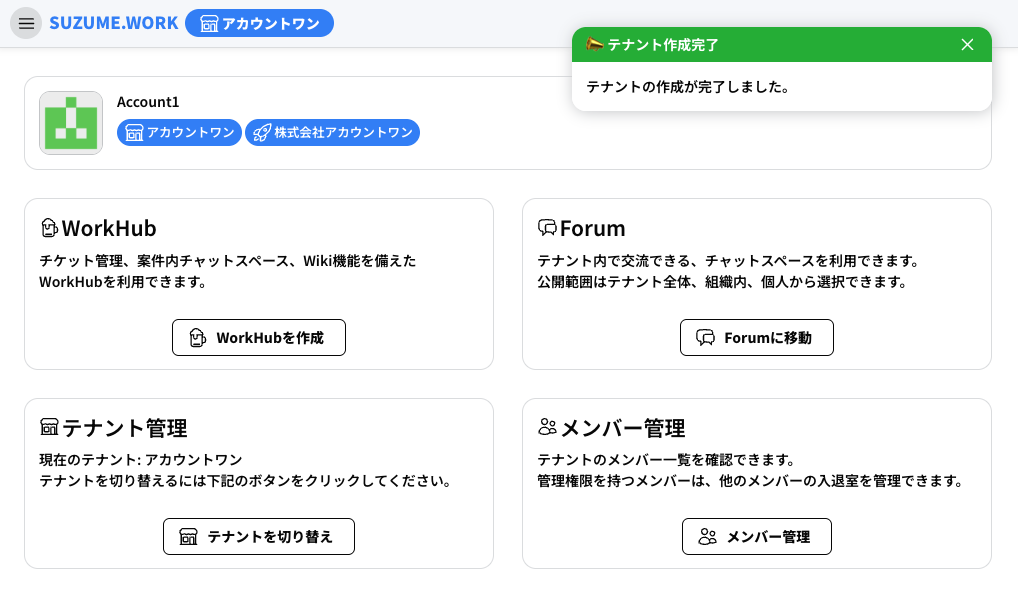 SUZUME.WORK アカウントワン
テナント作成完了
テナントの作成が完了しました。
Account1
アカウントワン 株式会社アカウントワン
WorkHub
チケット管理、案件内チャットスペース、Wiki機能を備えた
WorkHubを利用できます。
WorkHubを作成
Forum
テナント内で交流できる、チャットスペースを利用できます。
公開範囲はテナント全体、組織内、個人から選択できます。
Forumに移動
テナント管理
現在のテナント: アカウントワン
テナントを切り替えるには下記のボタンをクリックしてください。
テナントを切り替え
メンバー管理
テナントのメンバー一覧を確認できます。
管理権限を持つメンバーは、他のメンバーの入退室を管理できます。
メンバー管理